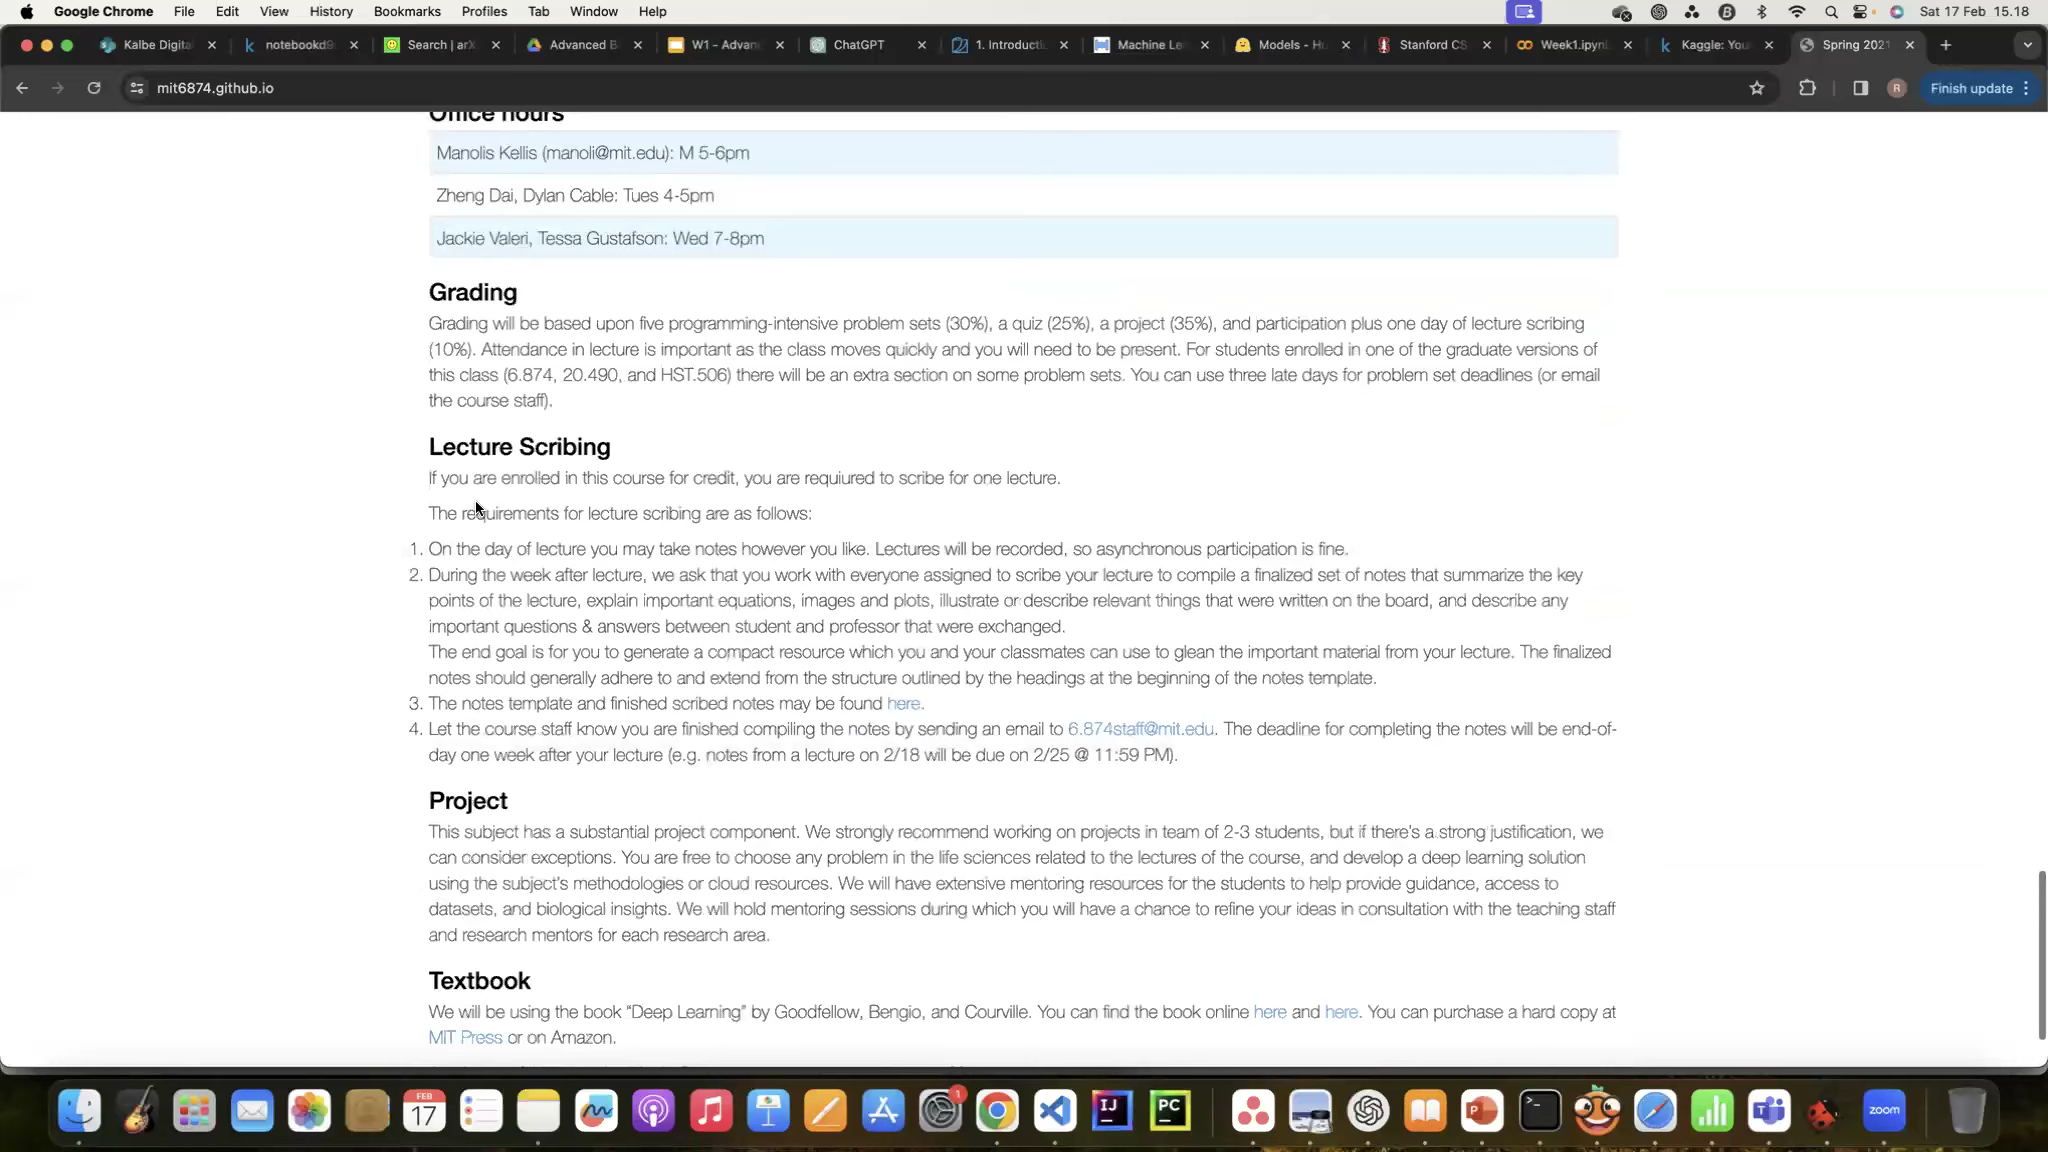 Google Chrome File Edit View History Bookmarks Profiles Tab Window Help Sat 17 Feb 15.18
Kalbe Digita notebookd9 Search | arX Advanced B W1 - Advan ChatGPT 1. Introducti Machine Le Models - Hu Stanford CS Week1.ipyn Kaggle: You Spring 2021
mit6874.github.io Finish update
Office hours
Manolis Kellis (manoli@mit.edu): M 5-6pm
Zheng Dai, Dylan Cable: Tues 4-5pm
Jackie Valeri, Tessa Gustafson: Wed 7-8pm
Grading
Grading will be based upon five programming-intensive problem sets (30%), a quiz (25%), a project (35%), and participation plus one day of lecture scribing
(10%). Attendance in lecture is important as the class moves quickly and you will need to be present. For students enrolled in one of the graduate versions of
this class (6.874, 20.490, and HST.506) there will be an extra section on some problem sets. You can use three late days for problem set deadlines (or email
the course staff).
Lecture Scribing
If you are enrolled in this course for credit, you are requiured to scribe for one lecture.
The requirements for lecture scribing are as follows:
1. On the day of lecture you may take notes however you like. Lectures will be recorded, so asynchronous participation is fine.
2. During the week after lecture, we ask that you work with everyone assigned to scribe your lecture to compile a finalized set of notes that summarize the key
points of the lecture, explain important equations, images and plots, illustrate or describe relevant things that were written on the board, and describe any
important questions & answers between student and professor that were exchanged.
The end goal is for you to generate a compact resource which you and your classmates can use to glean the important material from your lecture. The finalized
notes should generally adhere to and extend from the structure outlined by the headings at the beginning of the notes template.
3. The notes template and finished scribed notes may be found here.
4. Let the course staff know you are finished compiling the notes by sending an email to 6.874staff@mit.edu. The deadline for completing the notes will be end-of-
day one week after your lecture (e.g. notes from a lecture on 2/18 will be due on 2/25 @ 11:59 PM).
Project
This subject has a substantial project component. We strongly recommend working on projects in team of 2-3 students, but if there's a strong justification, we
can consider exceptions. You are free to choose any problem in the life sciences related to the lectures of the course, and develop a deep learning solution
using the subject's methodologies or cloud resources. We will have extensive mentoring resources for the students to help provide guidance, access to
datasets, and biological insights. We will hold mentoring sessions during which you will have a chance to refine your ideas in consultation with the teaching staff
and research mentors for each research area.
Textbook
We will be using the book “Deep Learning” by Goodfellow, Bengio, and Courville. You can find the book online here and here. You can purchase a hard copy at
MIT Press or on Amazon.
FEB
17 1 IJ PC zoom